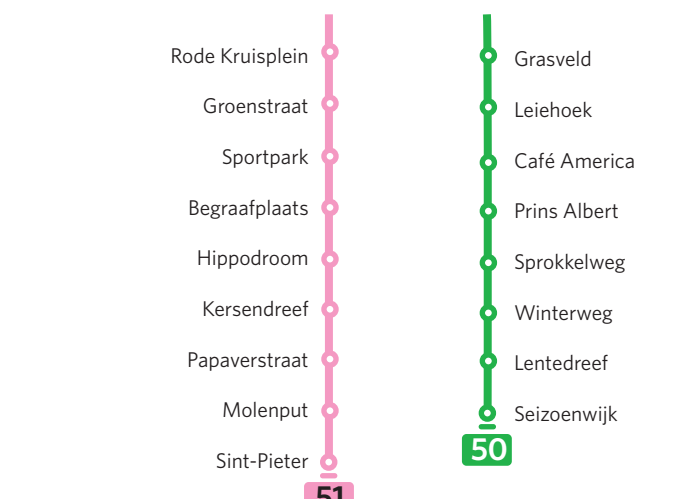 Rode Kruisplein
Groenstraat
Sportpark
Begraafplaats
Hippodroom
Kersendreef
Papaverstraat
Molenput
Sint-Pieter
51
Grasveld
Leiehoek
Café America
Prins Albert
Sprokkelweg
Winterweg
Lentedreef
Seizoenwijk
50